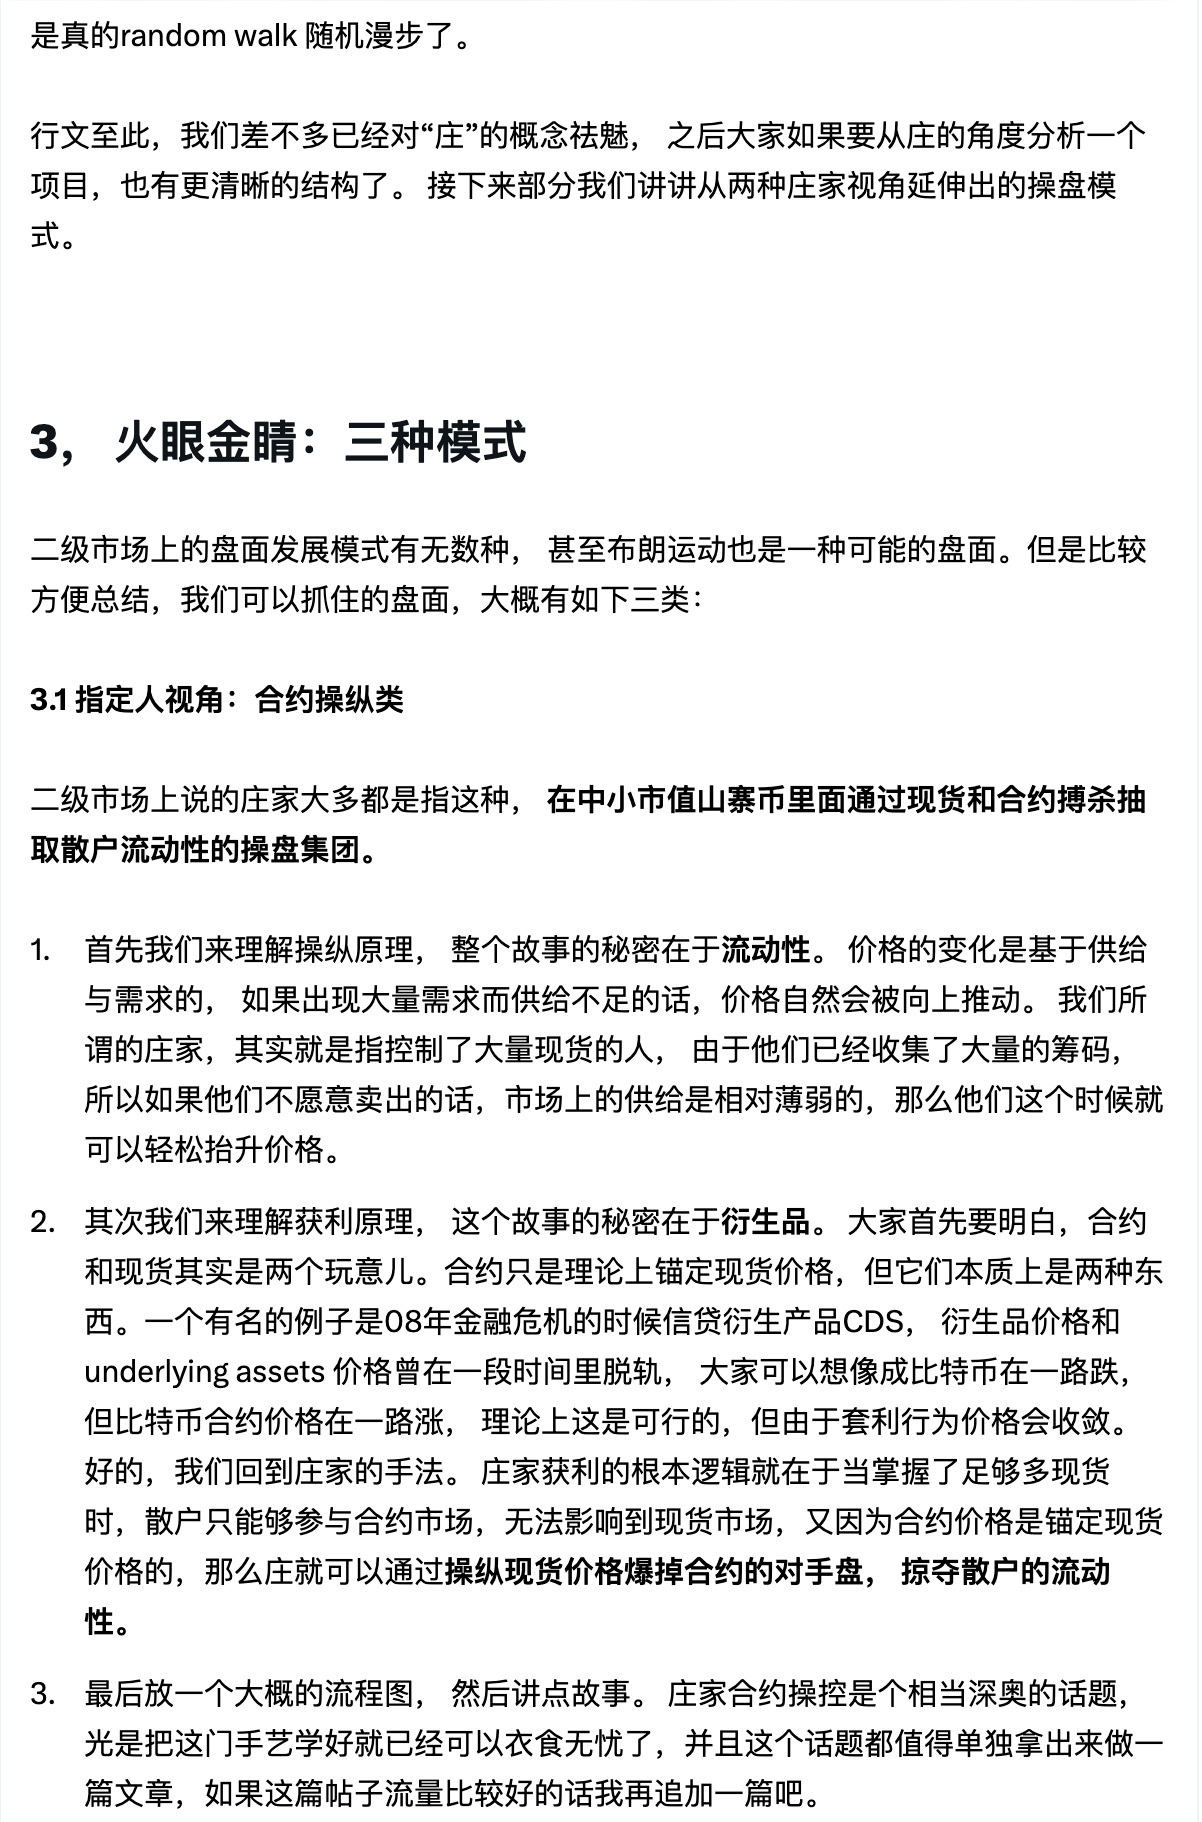 是真的random walk 随机漫步了。
行文至此，我们差不多已经对“庄”的概念祛魅， 之后大家如果要从庄的角度分析一个
项目，也有更清晰的结构了。 接下来部分我们讲讲从两种庄家视角延伸出的操盘模
式。
3， 火眼金睛：三种模式
二级市场上的盘面发展模式有无数种， 甚至布朗运动也是一种可能的盘面。但是比较
方便总结，我们可以抓住的盘面，大概有如下三类：
3.1 指定人视角：合约操纵类
二级市场上说的庄家大多都是指这种， 在中小市值山寨币里面通过现货和合约搏杀抽
取散户流动性的操盘集团。
1. 首先我们来理解操纵原理， 整个故事的秘密在于流动性。 价格的变化是基于供给
与需求的， 如果出现大量需求而供给不足的话，价格自然会被向上推动。 我们所
谓的庄家，其实就是指控制了大量现货的人， 由于他们已经收集了大量的筹码，
所以如果他们不愿意卖出的话，市场上的供给是相对薄弱的，那么他们这个时候就
可以轻松抬升价格。
2. 其次我们来理解获利原理， 这个故事的秘密在于衍生品。 大家首先要明白，合约
和现货其实是两个玩意儿。合约只是理论上锚定现货价格，但它们本质上是两种东
西。一个有名的例子是08年金融危机的时候信贷衍生产品CDS， 衍生品价格和
underlying assets 价格曾在一段时间里脱轨， 大家可以想像成比特币在一路跌，
但比特币合约价格在一路涨， 理论上这是可行的，但由于套利行为价格会收敛。
好的，我们回到庄家的手法。 庄家获利的根本逻辑就在于当掌握了足够多现货
时，散户只能够参与合约市场，无法影响到现货市场，又因为合约价格是锚定现货
价格的，那么庄就可以通过操纵现货价格爆掉合约的对手盘， 掠夺散户的流动
性。
3. 最后放一个大概的流程图， 然后讲点故事。 庄家合约操控是个相当深奥的话题，
光是把这门手艺学好就已经可以衣食无忧了，并且这个话题都值得单独拿出来做一
篇文章，如果这篇帖子流量比较好的话我再追加一篇吧。